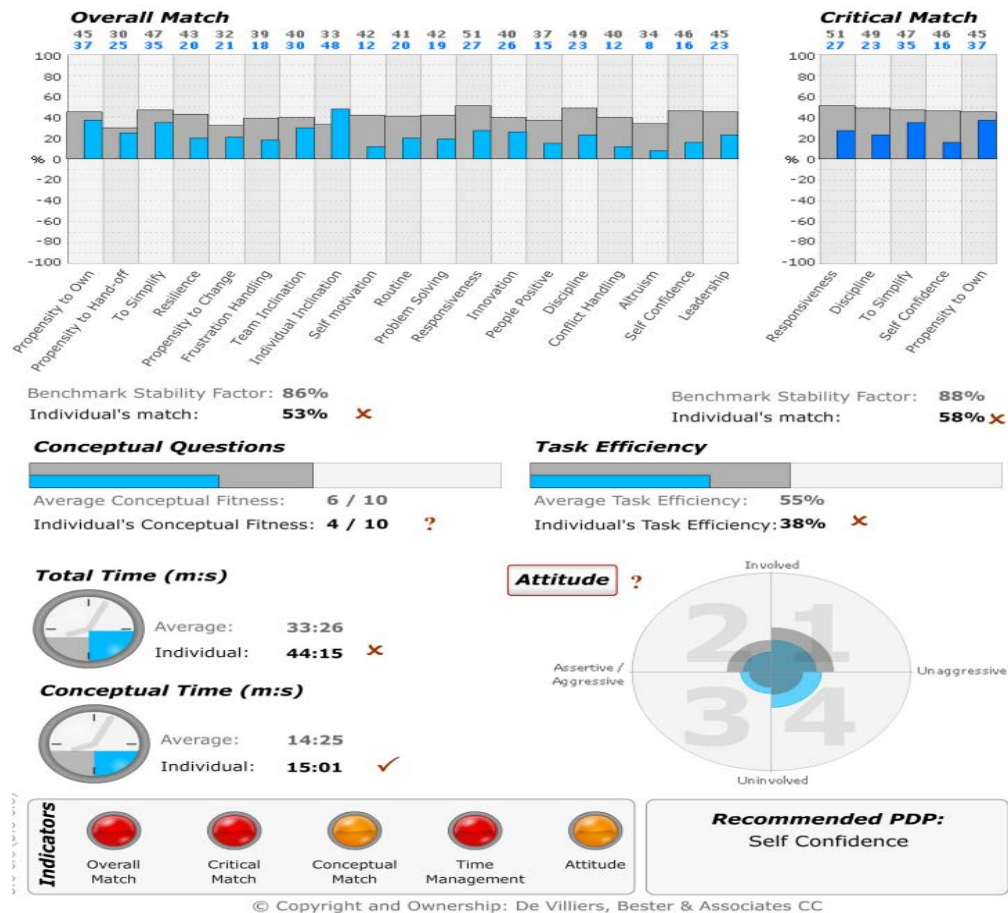 Overall Match
45 30 47 43 32 39 40 33 42 41 42 51 40 37 49 40 34 46 45
37 25 35 20 21 18 30 48 12 20 19 27 26 15 23 12 8 16 23
100
80
60
40
20
% 0
-20
-40
-60
-80
-100
Propensity to Own
Propensity to Hand-off
To Simplify
Resilience
Propensity to Change
Frustration Handling
Team Inclination
Individual Inclination
Self motivation
Routine
Problem Solving
Responsiveness
Innovation
People Positive
Discipline
Conflict Handling
Altruism
Self Confidence
Leadership
Critical Match
51 49 47 46 45
27 23 35 16 37
100
80
60
40
20
% 0
-20
-40
-60
-80
-100
Responsiveness
Discipline
To Simplify
Self Confidence
Propensity to Own
Benchmark Stability Factor: 86%
Individual's match: 53% x
Benchmark Stability Factor: 88%
Individual's match: 58% x
Conceptual Questions
Average Conceptual Fitness: 6 / 10
Individual's Conceptual Fitness: 4 / 10 ?
Task Efficiency
Average Task Efficiency: 55%
Individual's Task Efficiency: 38% x
Total Time (m:s)
Average: 33:26
Individual: 44:15 x
Conceptual Time (m:s)
Average: 14:25
Individual: 15:01 ✓
Attitude ?
Involved
2 1
Assertive / Aggressive
Unaggressive
3 4
Uninvolved
Indicators
Overall Match
Critical Match
Conceptual Match
Time Management
Attitude
Recommended PDP:
Self Confidence
© Copyright and Ownership: De Villiers, Bester & Associates CC